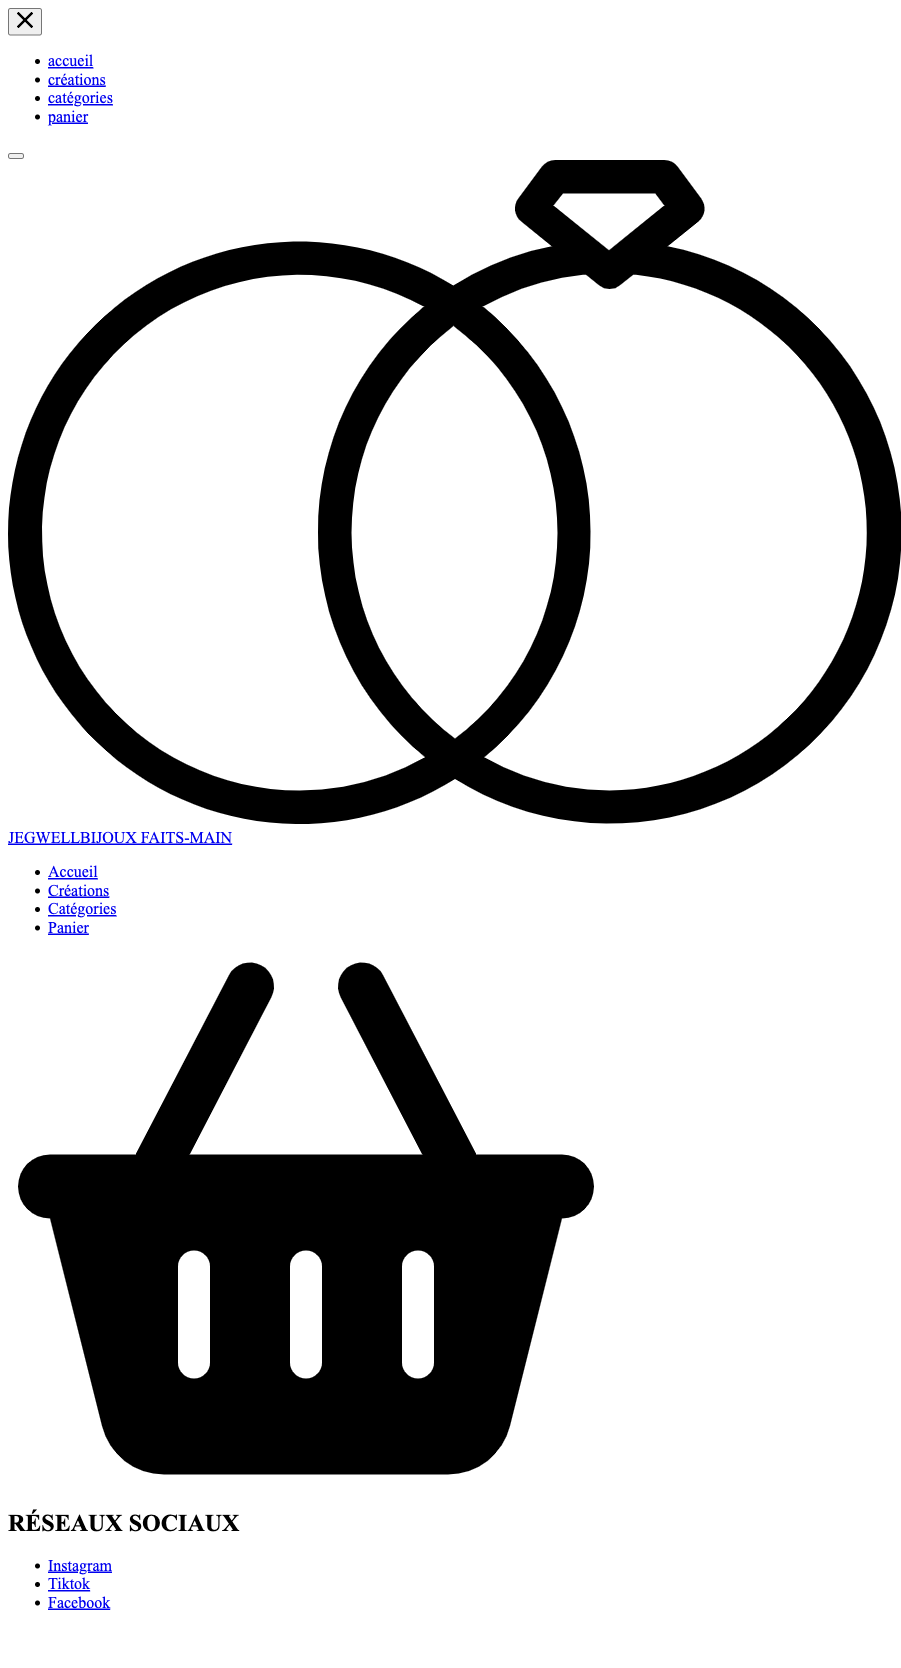 accueil
créations
catégories
panier
JEGWELLBIJOUX FAITS-MAIN
Accueil
Créations
Catégories
Panier
RÉSEAUX SOCIAUX
Instagram
Tiktok
Facebook